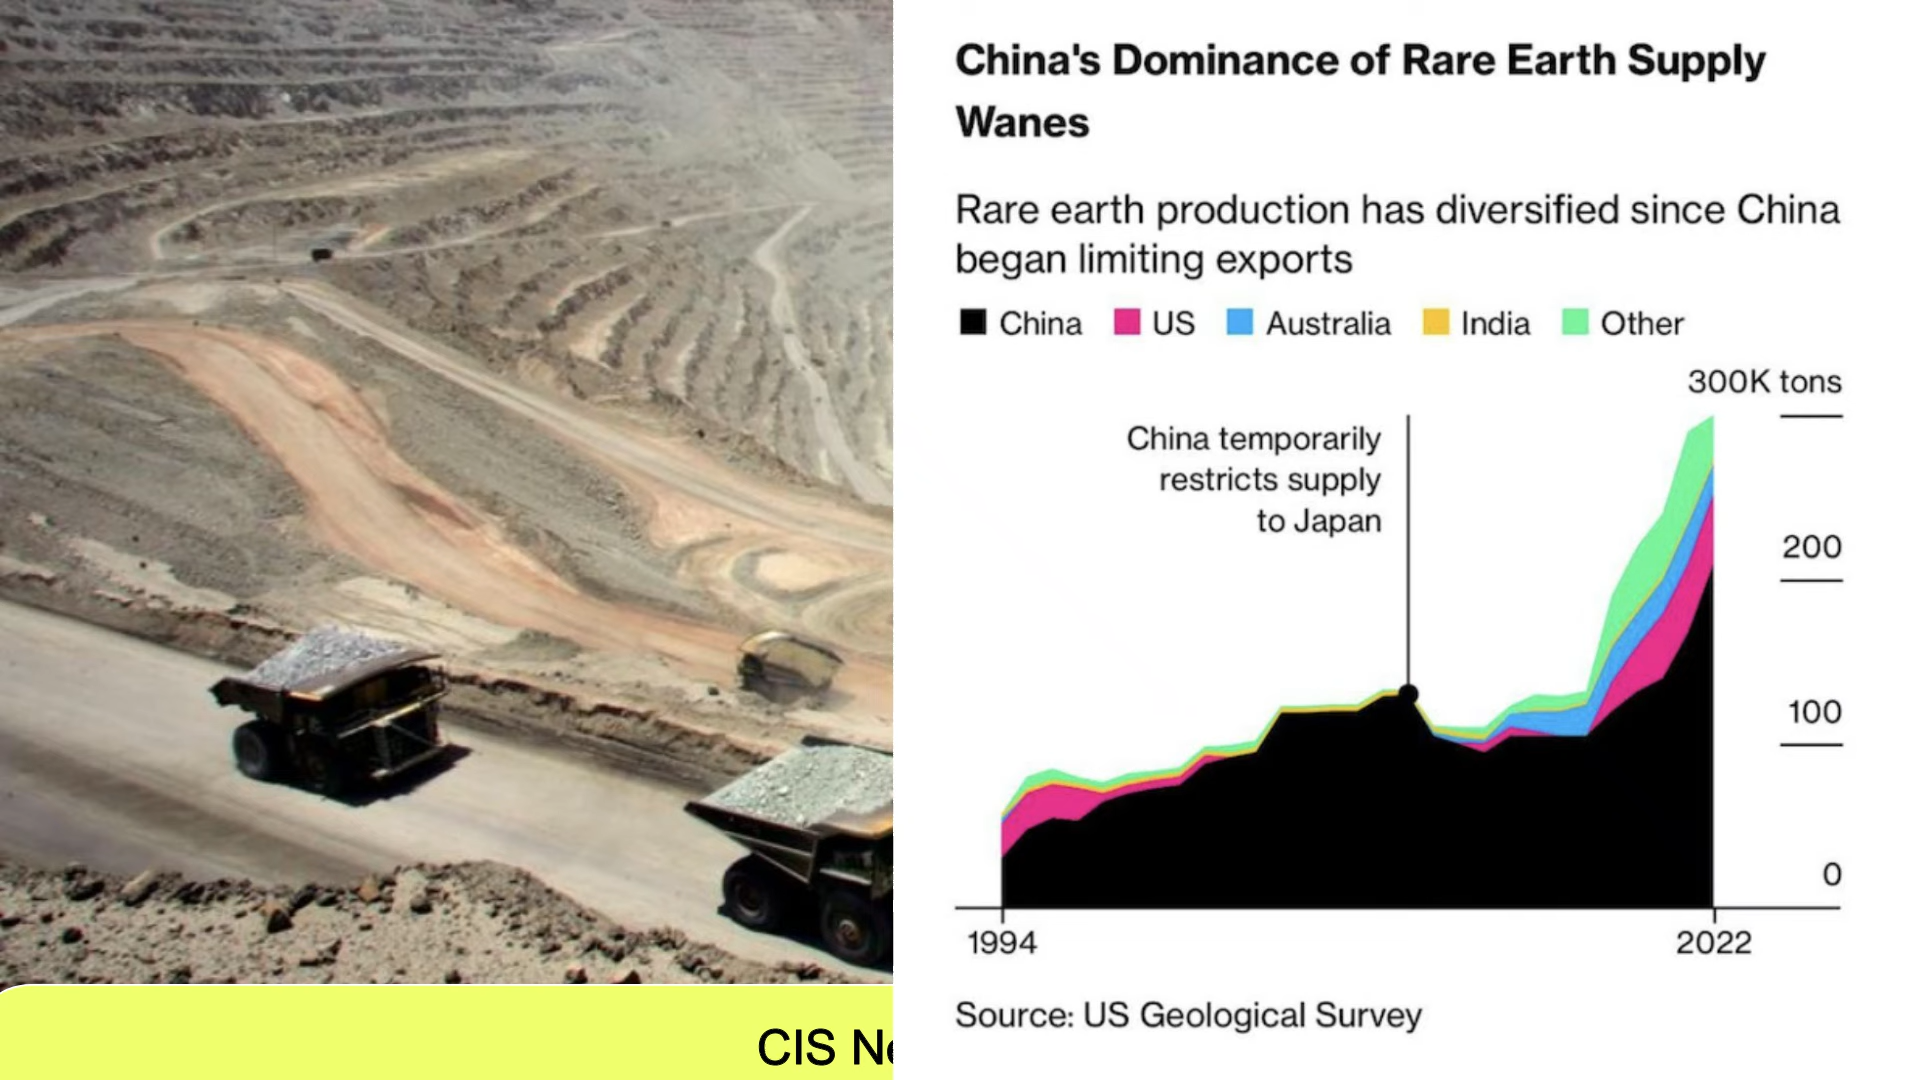 China's Dominance of Rare Earth Supply
Wanes
Rare earth production has diversified since China
began limiting exports
China US Australia India Other
300K tons
China temporarily
restricts supply
to Japan
200
100
0
1994 2022
Source: US Geological Survey
CIS